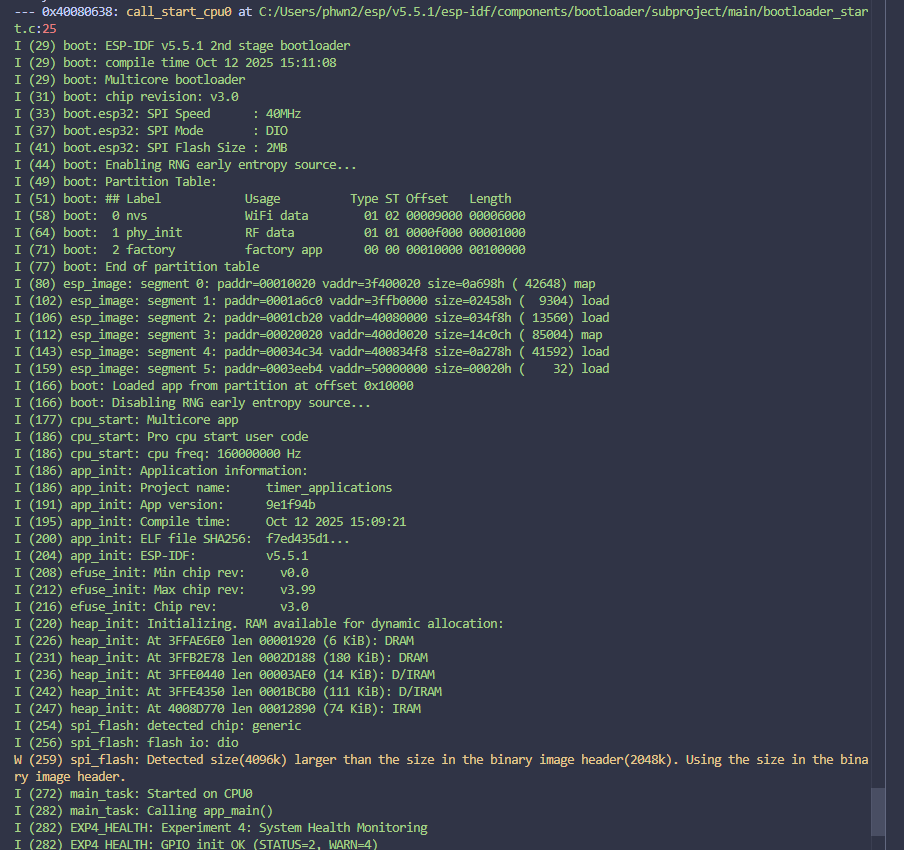 --- 0x40080638: call_start_cpu0 at C:/Users/phwn2/esp/v5.5.1/esp-idf/components/bootloader/subproject/main/bootloader_star
t.c:25
I (29) boot: ESP-IDF v5.5.1 2nd stage bootloader
I (29) boot: compile time Oct 12 2025 15:11:08
I (29) boot: Multicore bootloader
I (31) boot: chip revision: v3.0
I (33) boot.esp32: SPI Speed      : 40MHz
I (37) boot.esp32: SPI Mode       : DIO
I (41) boot.esp32: SPI Flash Size : 2MB
I (44) boot: Enabling RNG early entropy source...
I (49) boot: Partition Table:
I (51) boot: ## Label            Usage          Type ST Offset   Length
I (58) boot:  0 nvs              WiFi data        01 02 00009000 00006000
I (64) boot:  1 phy_init         RF data          01 01 0000f000 00001000
I (71) boot:  2 factory          factory app      00 00 00010000 00100000
I (77) boot: End of partition table
I (80) esp_image: segment 0: paddr=00010020 vaddr=3f400020 size=0a698h ( 42648) map
I (102) esp_image: segment 1: paddr=0001a6c0 vaddr=3ffb0000 size=02458h (  9304) load
I (106) esp_image: segment 2: paddr=0001cb20 vaddr=40080000 size=034f8h ( 13560) load
I (112) esp_image: segment 3: paddr=00020020 vaddr=400d0020 size=14c0ch ( 85004) map
I (143) esp_image: segment 4: paddr=00034c34 vaddr=400834f8 size=0a278h ( 41592) load
I (159) esp_image: segment 5: paddr=0003eeb4 vaddr=50000000 size=00020h (    32) load
I (166) boot: Loaded app from partition at offset 0x10000
I (166) boot: Disabling RNG early entropy source...
I (177) cpu_start: Multicore app
I (186) cpu_start: Pro cpu start user code
I (186) cpu_start: cpu freq: 160000000 Hz
I (186) app_init: Application information:
I (186) app_init: Project name:     timer_applications
I (191) app_init: App version:      9e1f94b
I (195) app_init: Compile time:     Oct 12 2025 15:09:21
I (200) app_init: ELF file SHA256:  f7ed435d1...
I (204) app_init: ESP-IDF:          v5.5.1
I (208) efuse_init: Min chip rev:     v0.0
I (212) efuse_init: Max chip rev:     v3.99
I (216) efuse_init: Chip rev:         v3.0
I (220) heap_init: Initializing. RAM available for dynamic allocation:
I (226) heap_init: At 3FFAE6E0 len 00001920 (6 KiB): DRAM
I (231) heap_init: At 3FFB2E78 len 0002D188 (180 KiB): DRAM
I (236) heap_init: At 3FFE0440 len 00003AE0 (14 KiB): D/IRAM
I (242) heap_init: At 3FFE4350 len 0001BCB0 (111 KiB): D/IRAM
I (247) heap_init: At 4008D770 len 00012890 (74 KiB): IRAM
I (254) spi_flash: detected chip: generic
I (256) spi_flash: flash io: dio
W (259) spi_flash: Detected size(4096k) larger than the size in the binary image header(2048k). Using the size in the bina
ry image header.
I (272) main_task: Started on CPU0
I (282) main_task: Calling app_main()
I (282) EXP4_HEALTH: Experiment 4: System Health Monitoring
I (282) EXP4_HEALTH: GPIO init OK (STATUS=2, WARN=4)